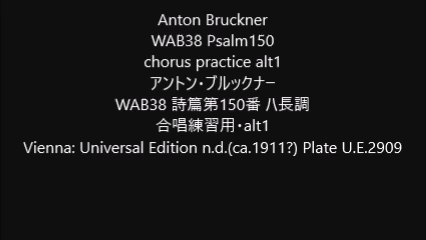 Anton Bruckner
WAB38 Psalm150
chorus practice alt1
アントン・ブルックナー
WAB38 詩篇第150番 ハ長調
合唱練習用・alt1
Vienna: Universal Edition n.d.(ca.1911?) Plate U.E.2909